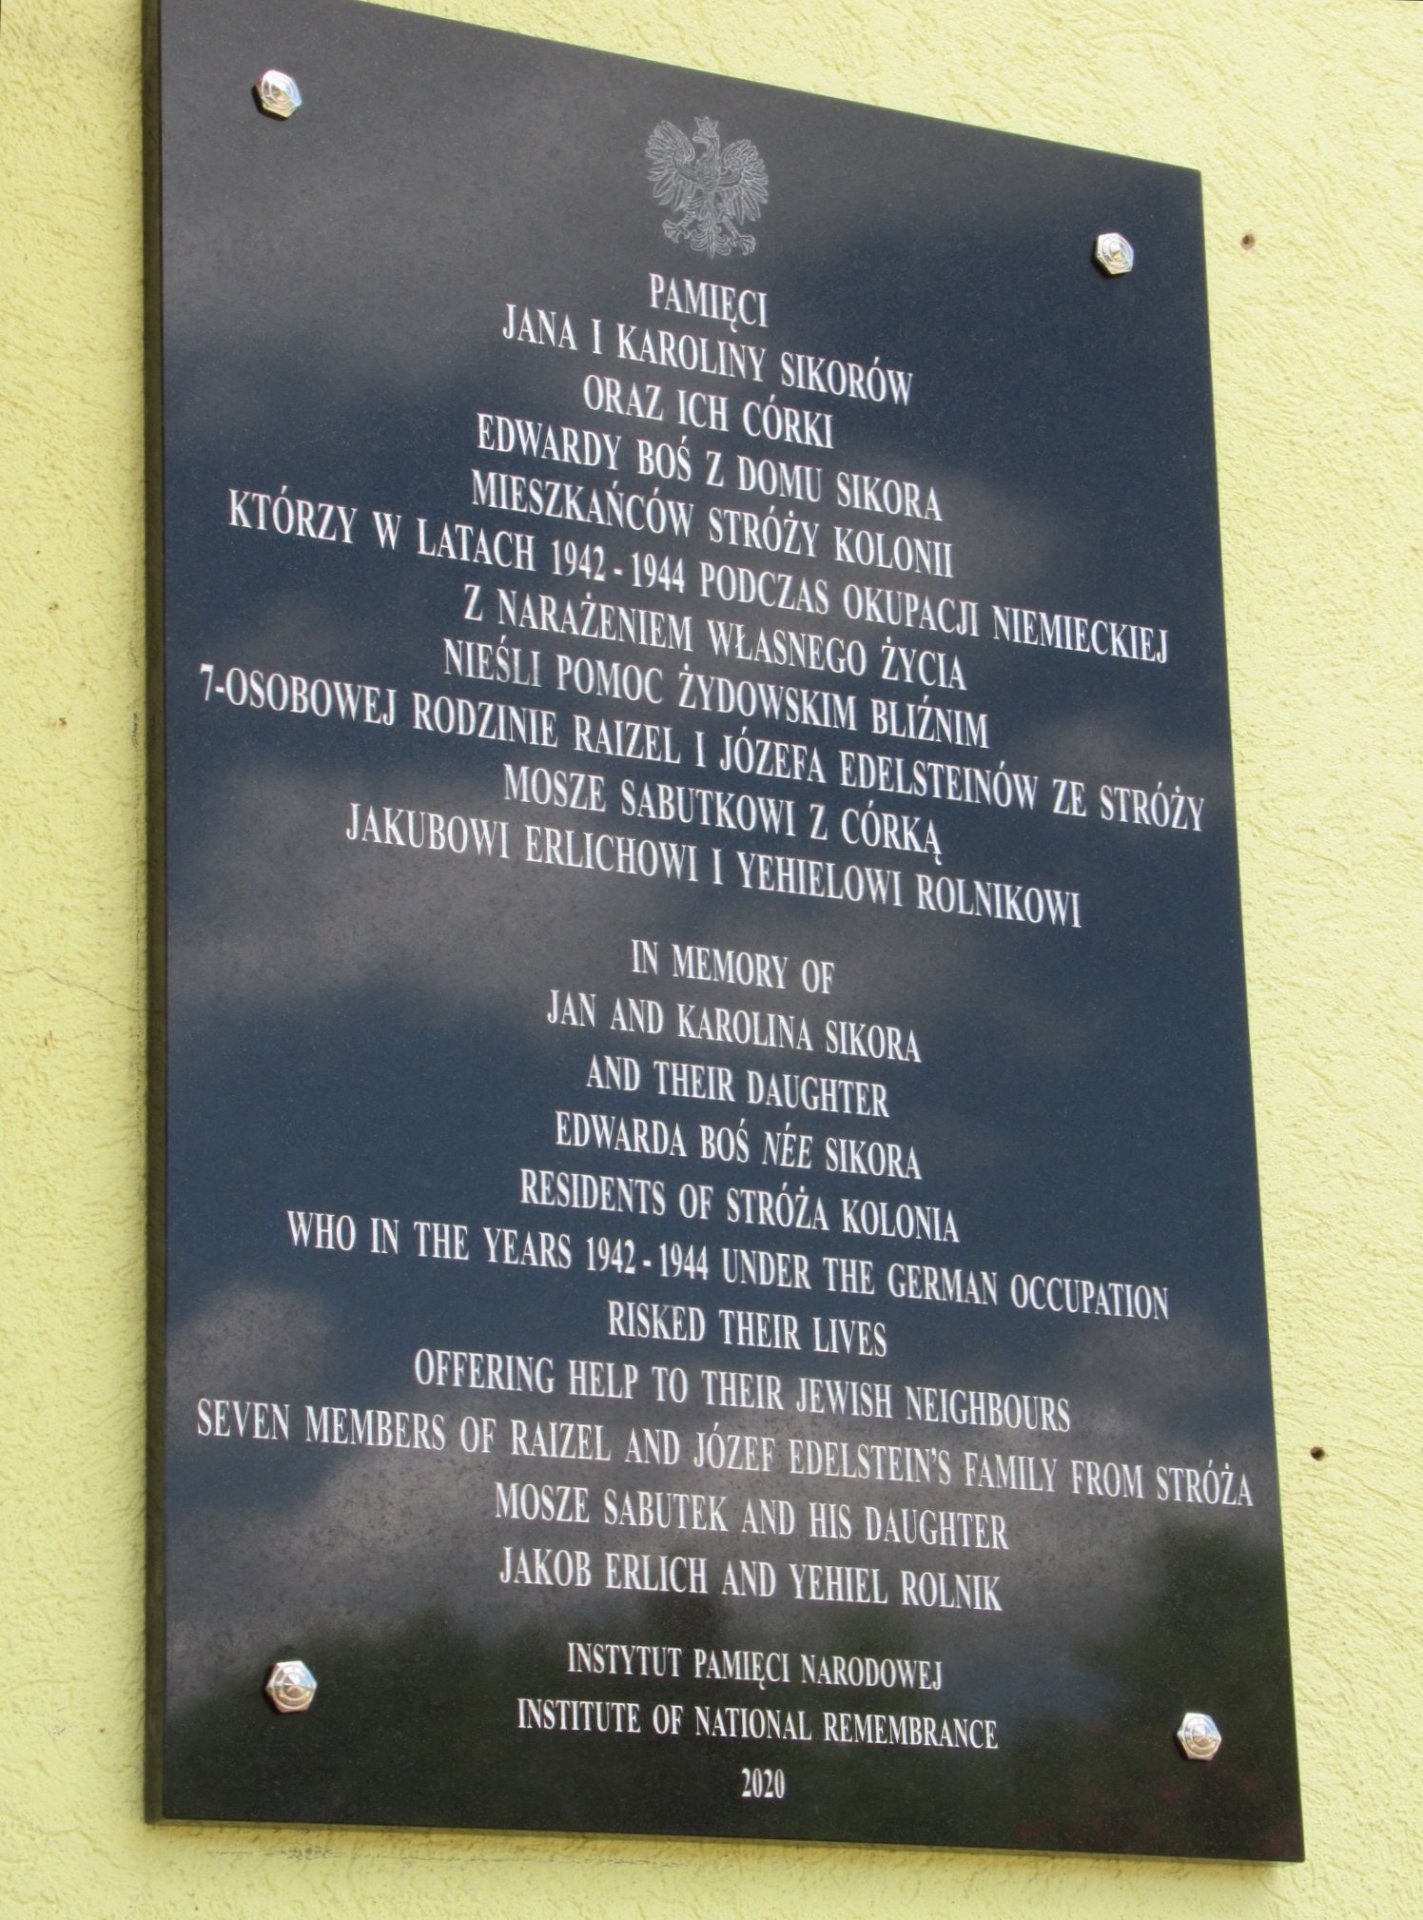 PAMIĘCI
JANA I KAROLINY SIKORÓW
ORAZ ICH CÓRKI
EDWARDY BOŚ Z DOMU SIKORA
MIESZKAŃCÓW STRÓŻY KOLONII
KTÓRZY W LATACH 1942 - 1944 PODCZAS OKUPACJI NIEMIECKIEJ
Z NARAŻENIEM WŁASNEGO ŻYCIA
NIEŚLI POMOC ŻYDOWSKIM BLIŹNIM
7-OSOBOWEJ RODZINIE RAIZEL I JÓZEFA EDELSTEINÓW ZE STRÓŻY
MOSZE SABUTKOWI Z CÓRKĄ
JAKUBOWI ERLICHOWI I YEHIELOWI ROLNIKOWI
IN MEMORY OF
JAN AND KAROLINA SIKORA
AND THEIR DAUGHTER
EDWARDA BOŚ NÉE SIKORA
RESIDENTS OF STRÓŻA KOLONIA
WHO IN THE YEARS 1942 - 1944 UNDER THE GERMAN OCCUPATION
RISKED THEIR LIVES
OFFERING HELP TO THEIR JEWISH NEIGHBOURS
SEVEN MEMBERS OF RAIZEL AND JÓZEF EDELSTEIN'S FAMILY FROM STRÓŻA
MOSZE SABUTEK AND HIS DAUGHTER
JAKOB ERLICH AND YEHIEL ROLNIK
INSTYTUT PAMIĘCI NARODOWEJ
INSTITUTE OF NATIONAL REMEMBRANCE
2020